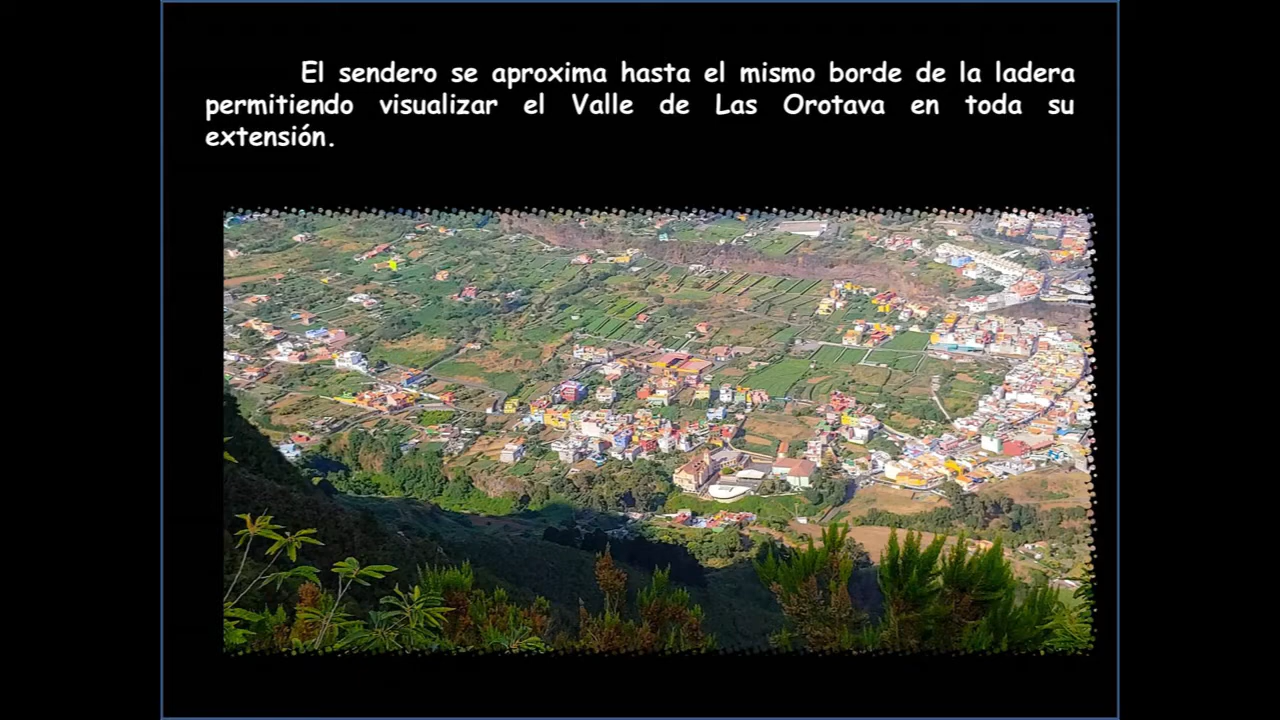 El sendero se aproxima hasta el mismo borde de la ladera
permitiendo visualizar el Valle de Las Orotava en toda su
extensión.